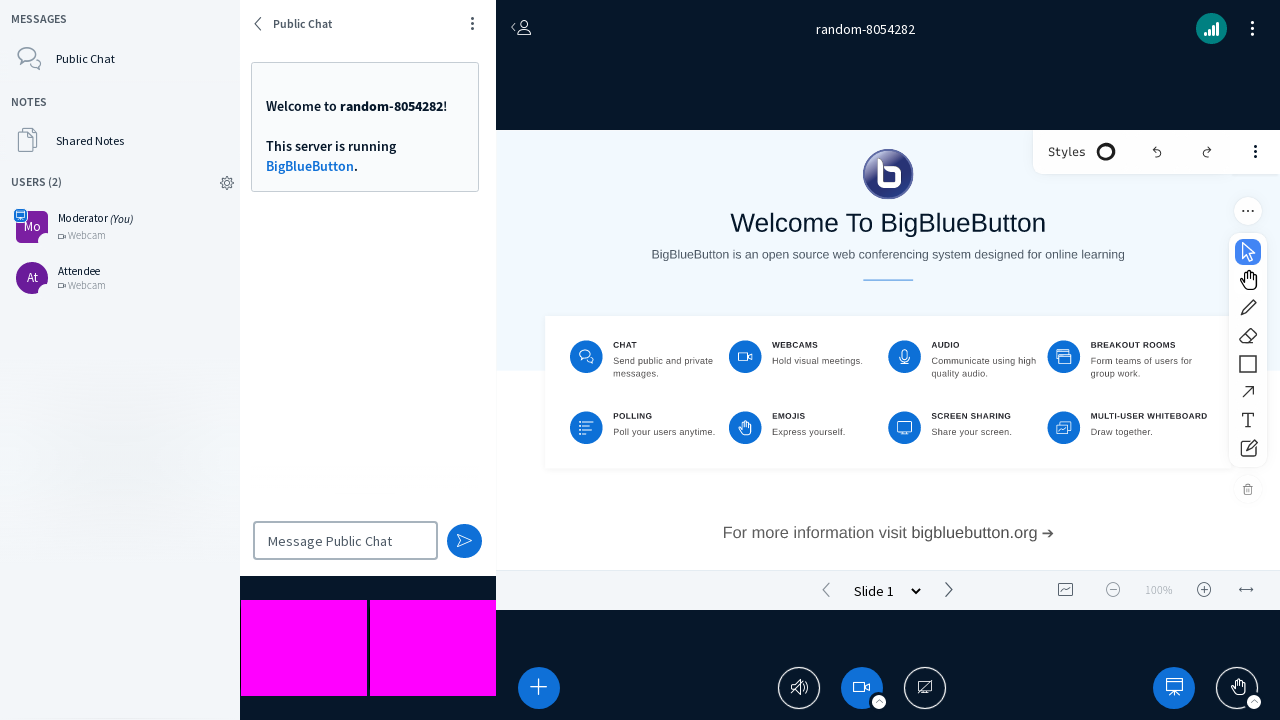 MESSAGES
Public Chat
NOTES
Shared Notes
USERS (2)
Mo
Moderator (You)
Webcam
At
Attendee
Webcam
Public Chat
Welcome to random-8054282!
This server is running
BigBlueButton.
Message Public Chat
random-8054282
Styles
Welcome To BigBlueButton
BigBlueButton is an open source web conferencing system designed for online learning
CHAT
Send public and private
messages.
WEBCAMS
Hold visual meetings.
AUDIO
Communicate using high
quality audio.
BREAKOUT ROOMS
Form teams of users for
group work.
POLLING
Poll your users anytime.
EMOJIS
Express yourself.
SCREEN SHARING
Share your screen.
MULTI-USER WHITEBOARD
Draw together.
For more information visit bigbluebutton.org →
Slide 1
100%